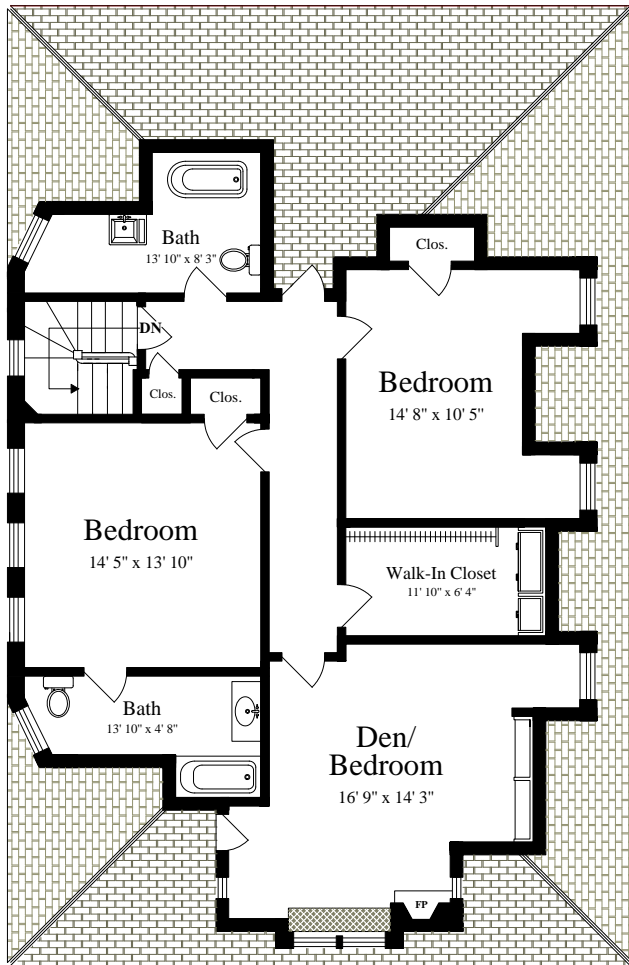 Bath
13' 10" x 8' 3"
Clos.
DN
Bedroom
14' 8" x 10' 5"
Clos.
Clos.
Bedroom
14' 5" x 13' 10"
Walk-In Closet
11' 10" x 6' 4"
Bath
13' 10" x 4' 8"
Den/
Bedroom
16' 9" x 14' 3"
FP